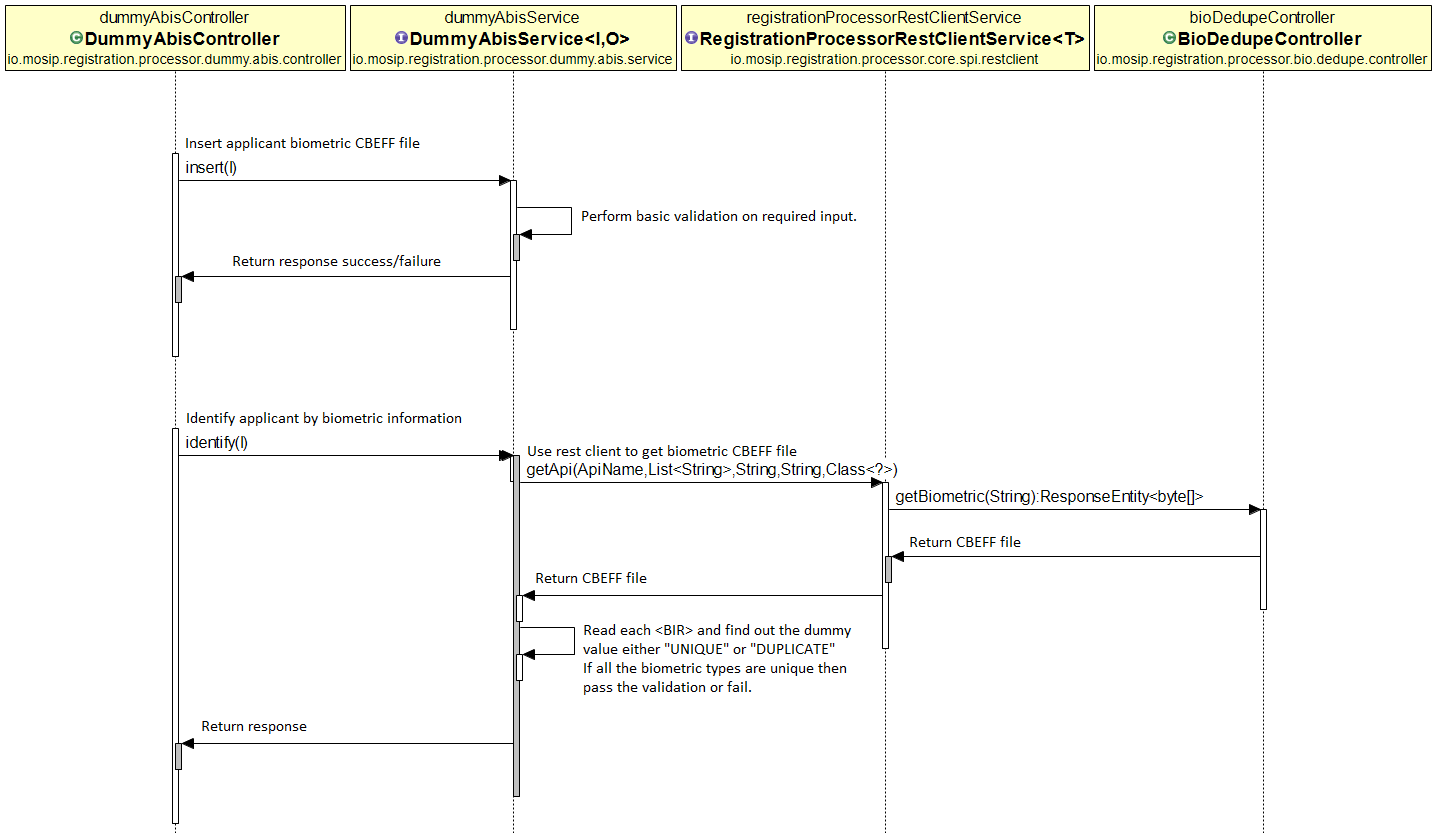 dummyAbisController
DummyAbisController
io.mosip.registration.processor.dummy.abis.controller
dummyAbisService
DummyAbisService<I,O>
io.mosip.registration.processor.dummy.abis.service
registrationProcessorRestClientService
RegistrationProcessorRestClientService<T>
io.mosip.registration.processor.core.spi.restclient
bioDedupeController
BioDedupeController
io.mosip.registration.processor.bio.dedupe.controller
Insert applicant biometric CBEFF file
insert(I)
Perform basic validation on required input.
Return response success/failure
Identify applicant by biometric information
identify(I)
Use rest client to get biometric CBEFF file
getApi(ApiName,List<String>,String,String,Class<?>)
getBiometric(String):ResponseEntity<byte[]>
Return CBEFF file
Return CBEFF file
Read each <BIR> and find out the dummy
value either "UNIQUE" or "DUPLICATE"
If all the biometric types are unique then
pass the validation or fail.
Return response